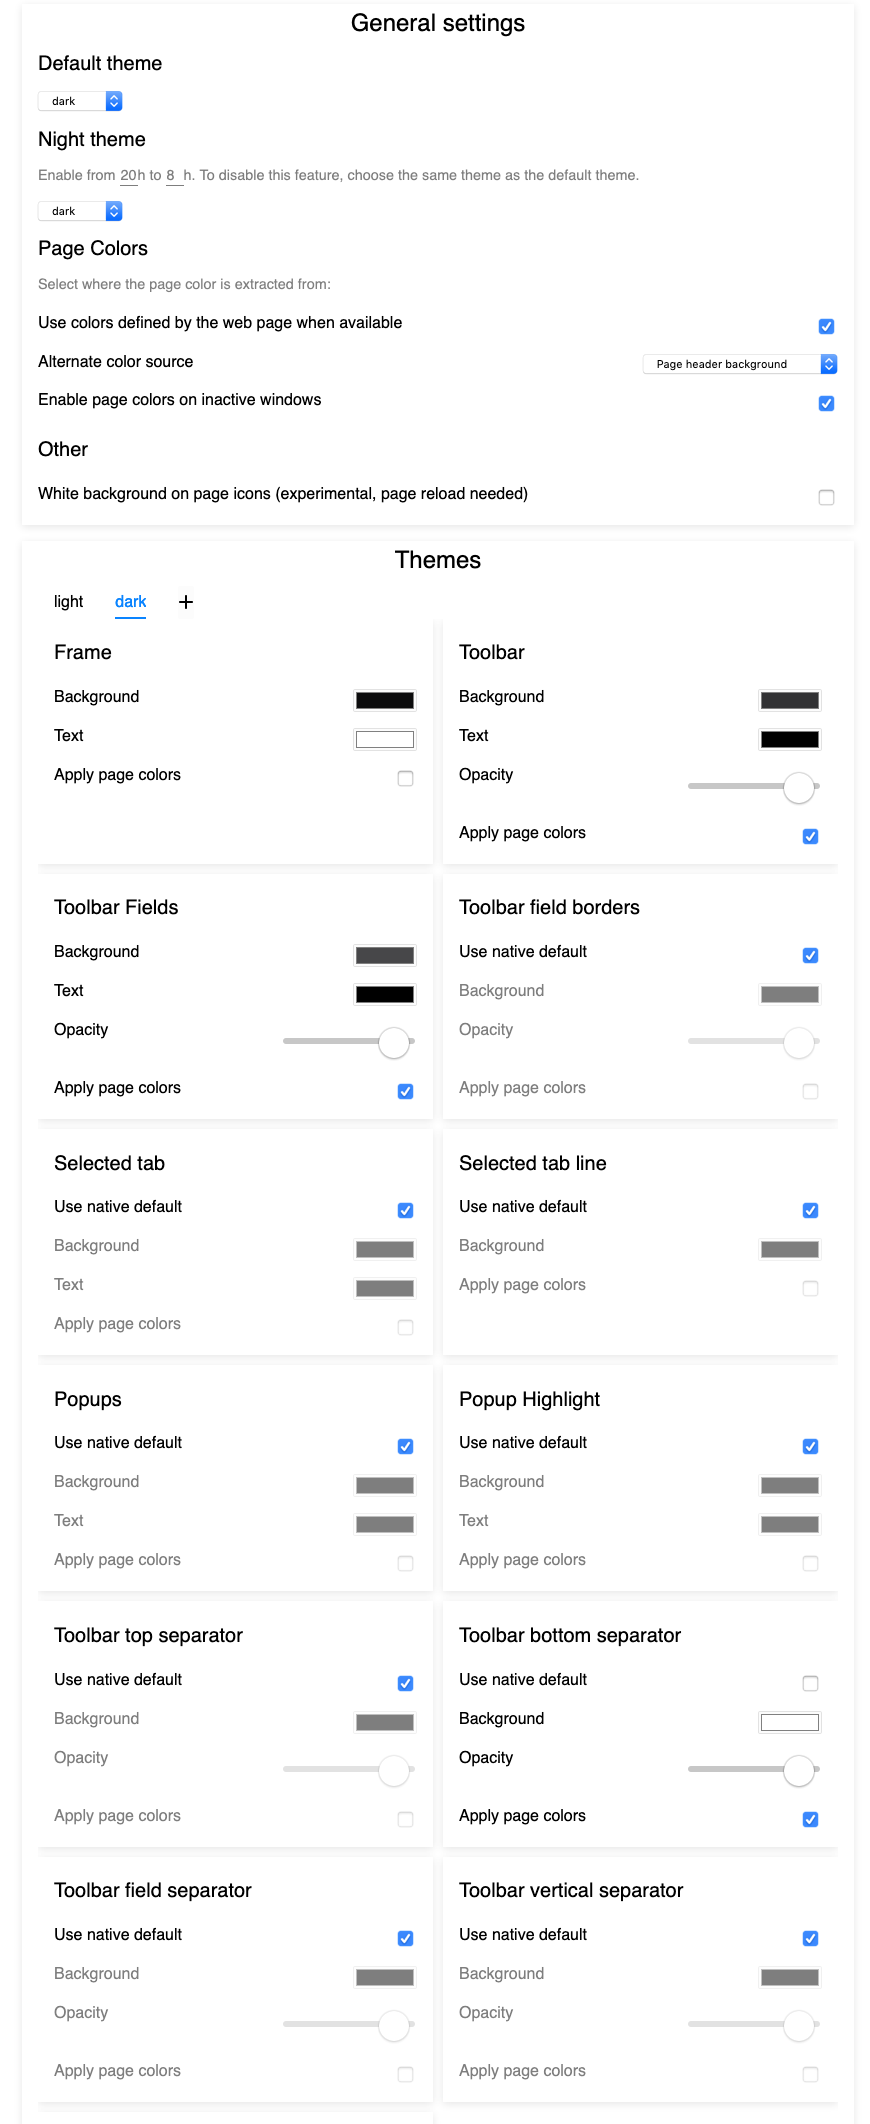 General settings
Default theme
dark
Night theme
Enable from 20h to 8 h. To disable this feature, choose the same theme as the default theme.
dark
Page Colors
Select where the page color is extracted from:
Use colors defined by the web page when available
Alternate color source
Page header background
Enable page colors on inactive windows
Other
White background on page icons (experimental, page reload needed)
Themes
light dark +
Frame
Background
Text
Apply page colors
Toolbar
Background
Text
Opacity
Apply page colors
Toolbar Fields
Background
Text
Opacity
Apply page colors
Toolbar field borders
Use native default
Background
Opacity
Apply page colors
Selected tab
Use native default
Background
Text
Apply page colors
Selected tab line
Use native default
Background
Apply page colors
Popups
Use native default
Background
Text
Apply page colors
Popup Highlight
Use native default
Background
Text
Apply page colors
Toolbar top separator
Use native default
Background
Opacity
Apply page colors
Toolbar bottom separator
Use native default
Background
Opacity
Apply page colors
Toolbar field separator
Use native default
Background
Opacity
Apply page colors
Toolbar vertical separator
Use native default
Background
Opacity
Apply page colors